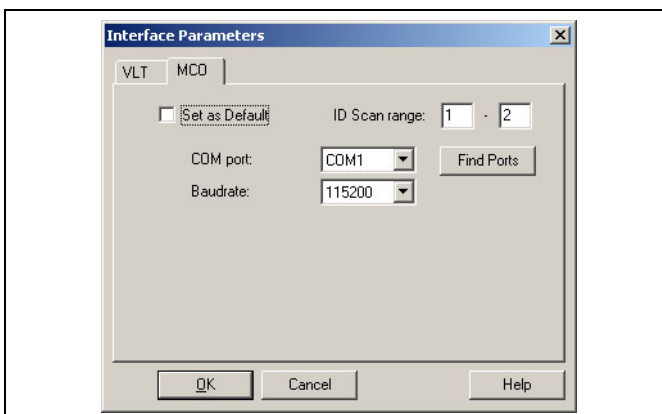 Interface Parameters
VLT MCO
Set as Default ID Scan range: 1 - 2
COM port: COM1 Find Ports
Baudrate: 115200
OK Cancel Help